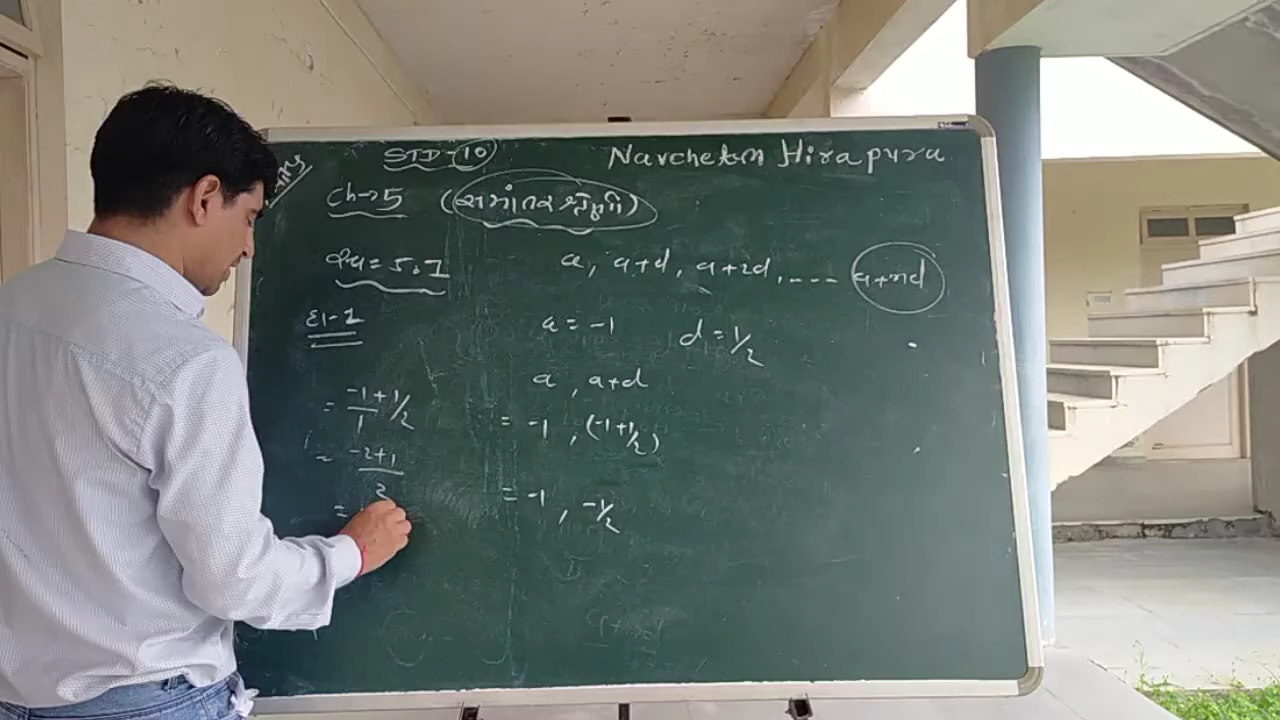 STD-10
Navchetan Hirapura
Ch→5 (સમાંતર શ્રેણી)
સ્વા = 5.1
a, a+d, a+2d, .... a+nd
દા-1
a = -1 d = 1/2
a, a+d
= -1+1/2
1
= -1, (-1+1/2)
= -2+1
2
= -1, -1/2
=